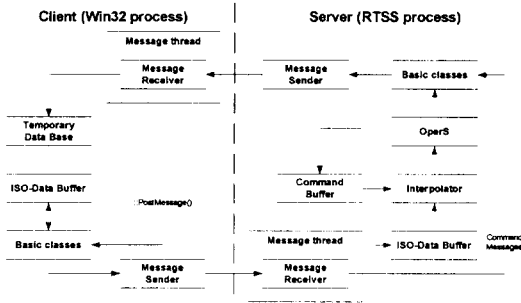 Client (Win32 process)
Server (RTSS process)
Message thread
Message
Receiver
Message
Sender
Basic classes
Temporary
Data Base
OperS
ISO-Data Buffer
Command
Buffer
Interpolator
::PostMessage()
Basic classes
Message thread
ISO-Data Buffer
Command
Messages
Message
Sender
Message
Receiver